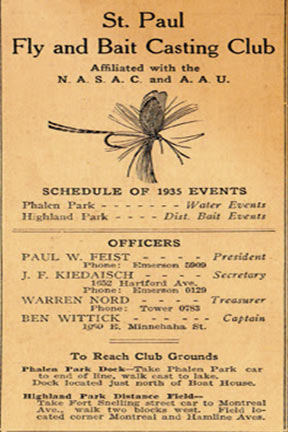 St. Paul
Fly and Bait Casting Club
Affiliated with the
N. A. S. A. C. and A. A. U.
SCHEDULE OF 1935 EVENTS
Phalen Park - - - - - - - Water Events
Highland Park - - - - Dist. Bait Events
OFFICERS
PAUL W. FEIST - - - - President
Phone: Emerson 5909
J. F. KIEDAISCH - - - Secretary
1652 Hartford Ave.
Phone: Emerson 0129
WARREN NORD - - - - Treasurer
Phone: Tower 0783
BEN WITTICK - - - - Captain
E. Minnehaha St.
To Reach Club Grounds
Phalen Park Dock—Take Phalen Park car
to end of line, walk east to lake.
Dock located just north of Boat House.
Highland Park Distance Field—
Take Fort Snelling street car to Montreal
Ave., walk two blocks west. Field lo-
cated corner Montreal and Hamline Aves.